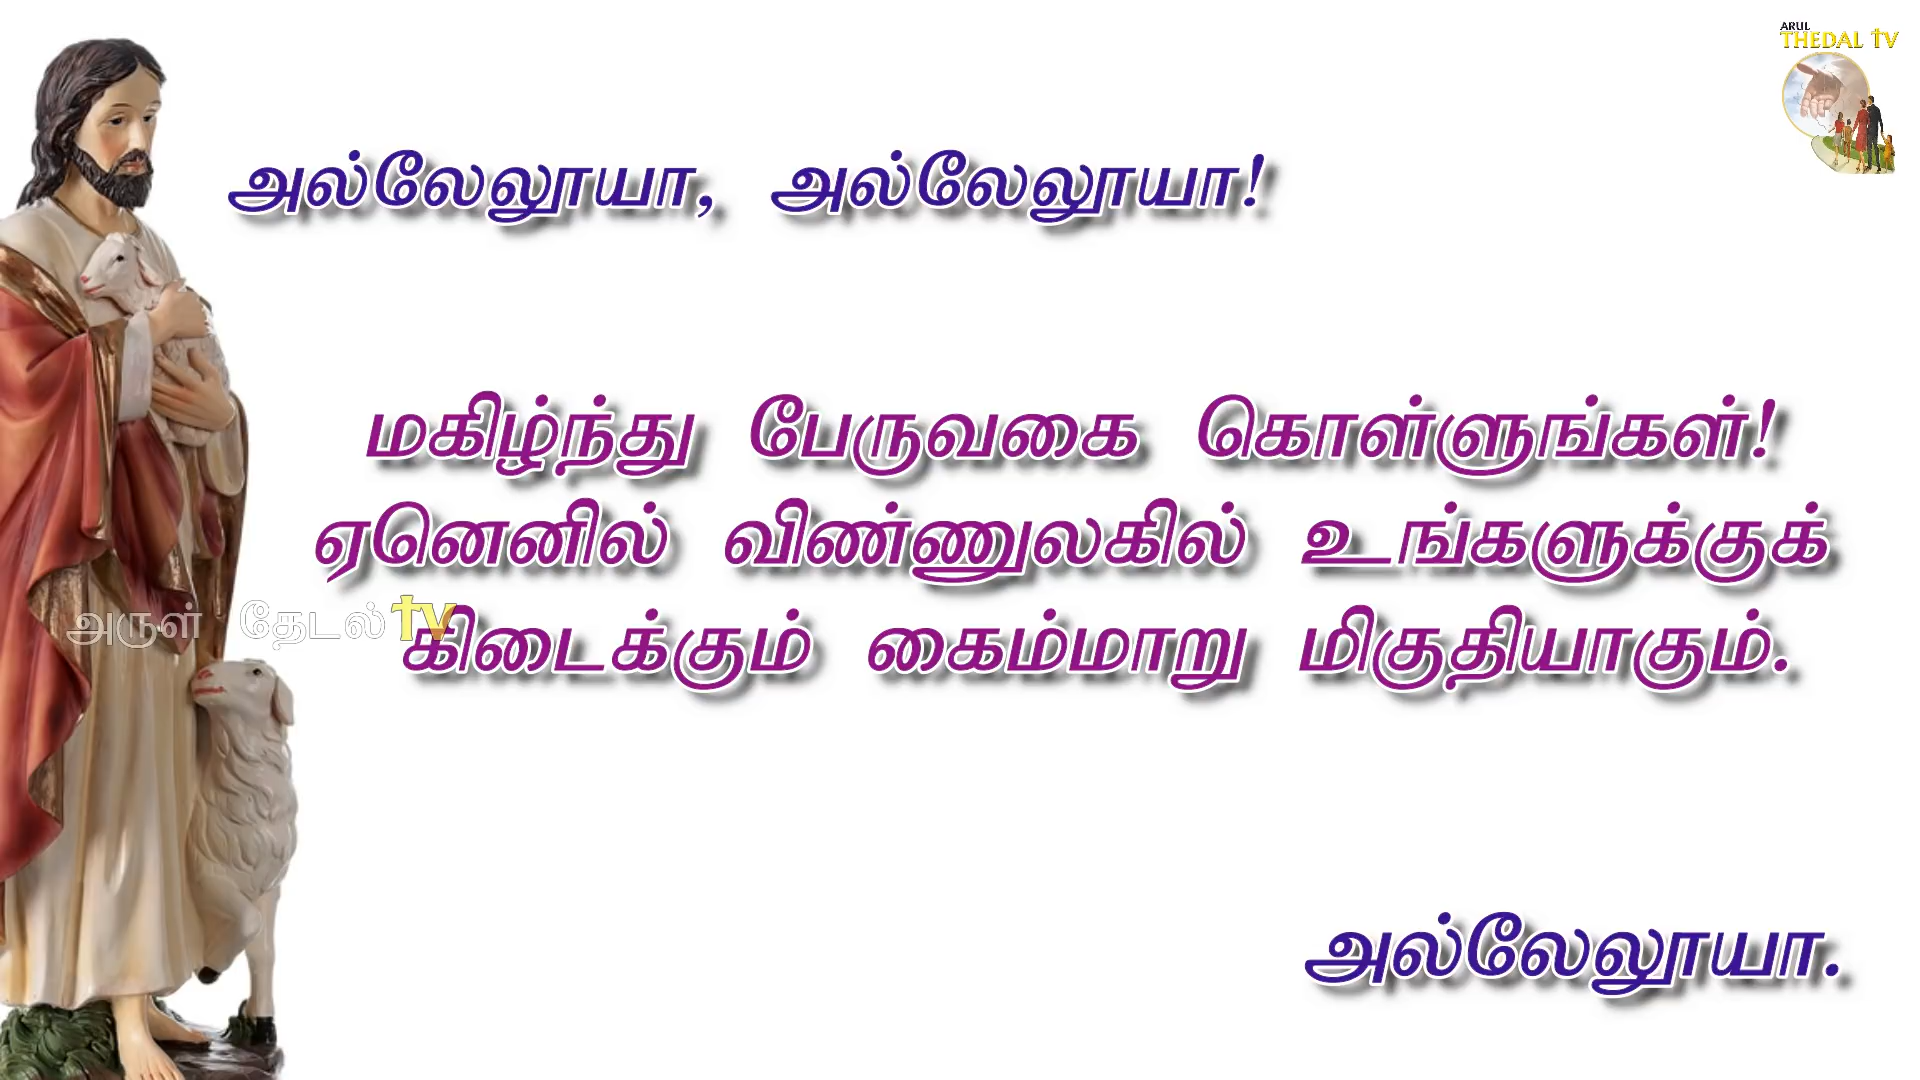 ARUL
THEDAL TV
அல்லேலூயா, அல்லேலூயா!
மகிழ்ந்து பேருவகை கொள்ளுங்கள்!
ஏனெனில் விண்ணுலகில் உங்களுக்குக்
அருள் தேடல் TV
கிடைக்கும் கைம்மாறு மிகுதியாகும்.
அல்லேலூயா.